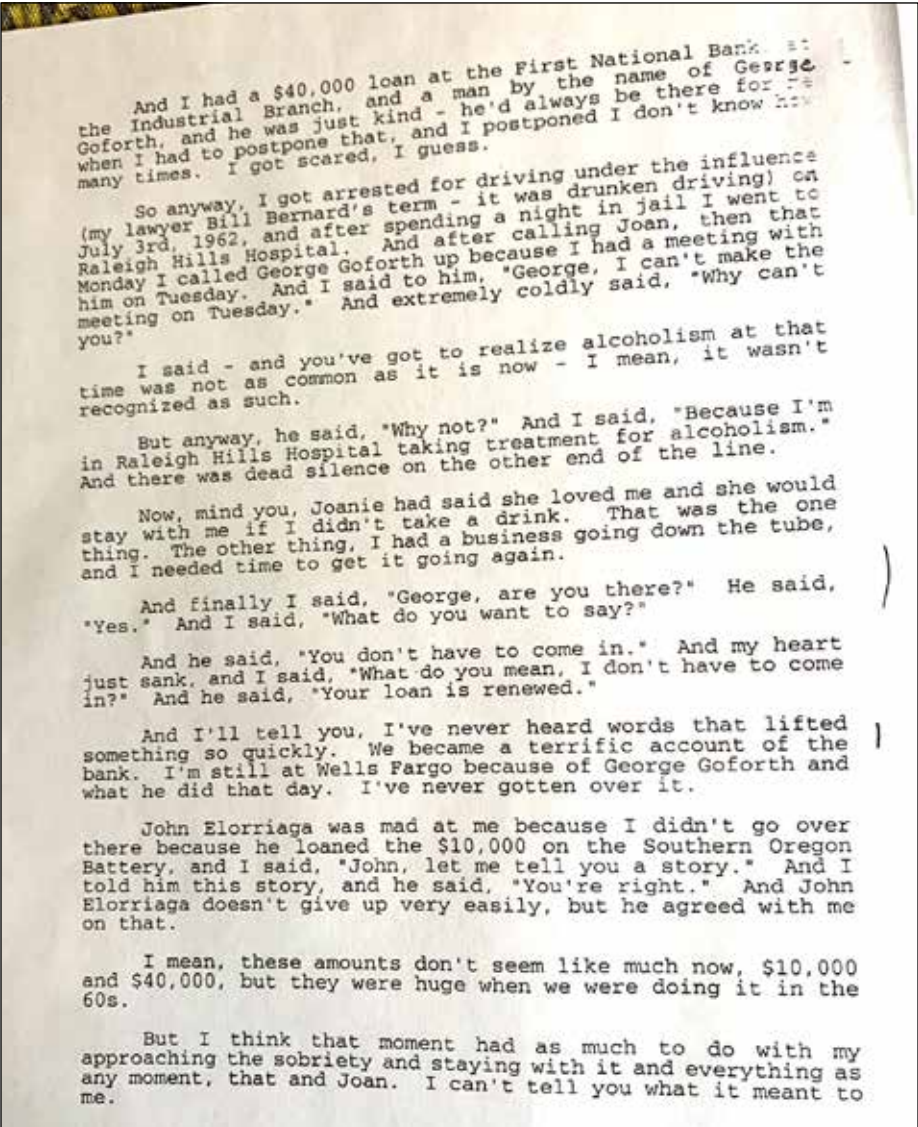 And I had a $40,000 loan at the First National Bank at
the Industrial Branch, and a man by the name of George
Goforth, and he was just kind - he'd always be there for me
when I had to postpone that, and I postponed I don't know how
many times. I got scared, I guess.
So anyway, I got arrested for driving under the influence
(my lawyer Bill Bernard's term - it was drunken driving) on
July 3rd, 1962, and after spending a night in jail I went to
Raleigh Hills Hospital. And after calling Joan, then that
Monday I called George Goforth up because I had a meeting with
him on Tuesday. And I said to him, "George, I can't make the
meeting on Tuesday." And extremely coldly said, "Why can't
you?"
I said - and you've got to realize alcoholism at that
time was not as common as it is now - I mean, it wasn't
recognized as such.
But anyway, he said, "Why not?" And I said, "Because I'm
in Raleigh Hills Hospital taking treatment for alcoholism."
And there was dead silence on the other end of the line.
Now, mind you, Joanie had said she loved me and she would
stay with me if I didn't take a drink. That was the one
thing. The other thing, I had a business going down the tube,
and I needed time to get it going again.
And finally I said, "George, are you there?" He said,
"Yes." And I said, "What do you want to say?"
And he said, "You don't have to come in." And my heart
just sank, and I said, "What do you mean, I don't have to come
in?" And he said, "Your loan is renewed."
And I'll tell you, I've never heard words that lifted
something so quickly. We became a terrific account of the
bank. I'm still at Wells Fargo because of George Goforth and
what he did that day. I've never gotten over it.
John Elorriaga was mad at me because I didn't go over
there because he loaned the $10,000 on the Southern Oregon
Battery, and I said, "John, let me tell you a story." And I
told him this story, and he said, "You're right." And John
Elorriaga doesn't give up very easily, but he agreed with me
on that.
I mean, these amounts don't seem like much now, $10,000
and $40,000, but they were huge when we were doing it in the
60s.
But I think that moment had as much to do with my
approaching the sobriety and staying with it and everything as
any moment, that and Joan. I can't tell you what it meant to
me.